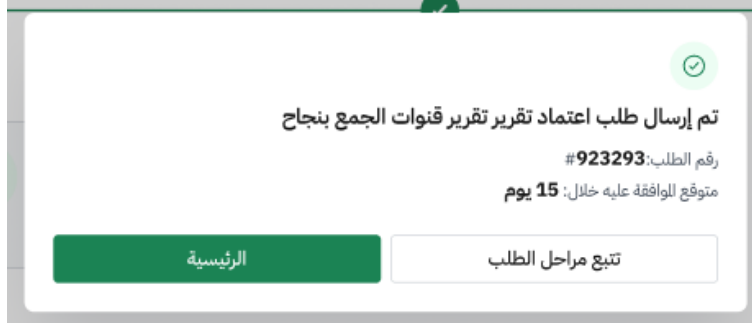 تم إرسال طلب اعتماد تقرير تقرير قنوات الجمع بنجاح
رقم الطلب:923293#
متوقع الموافقة عليه خلال: 15 يوم
تتبع مراحل الطلب
الرئيسية